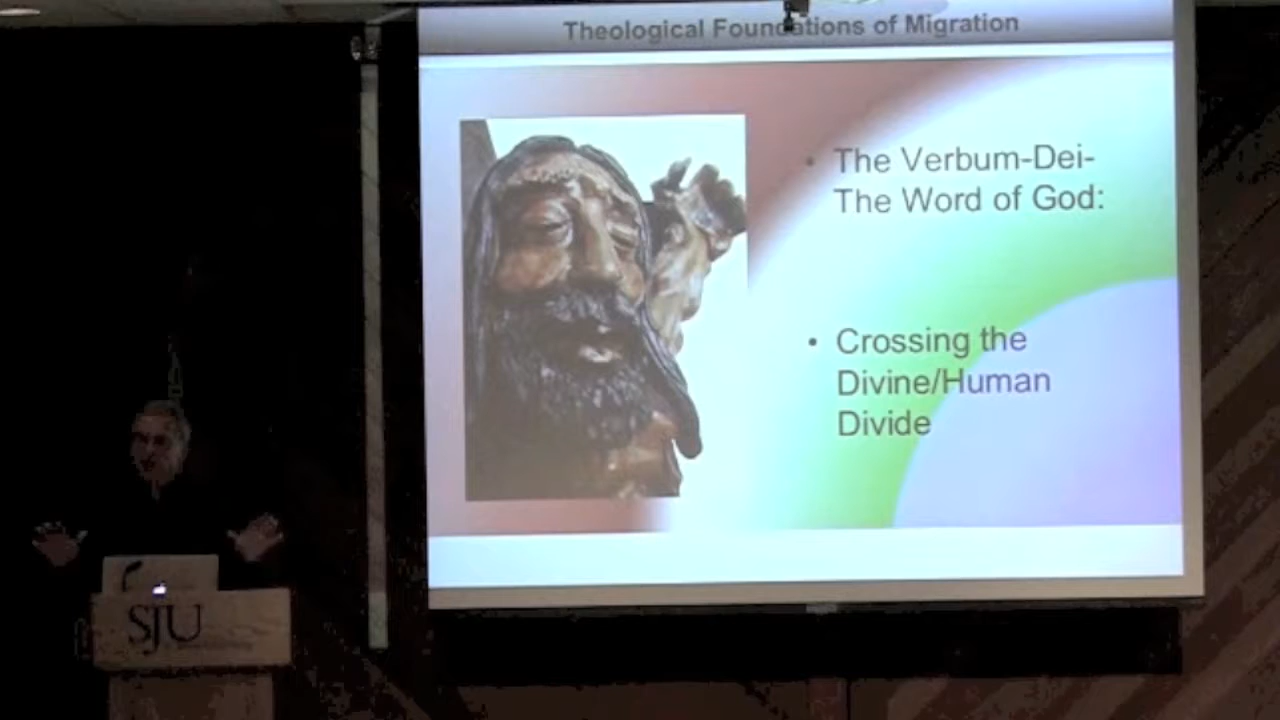 Theological Foundations of Migration
• The Verbum-Dei-
The Word of God:
• Crossing the
Divine/Human
Divide
SJU